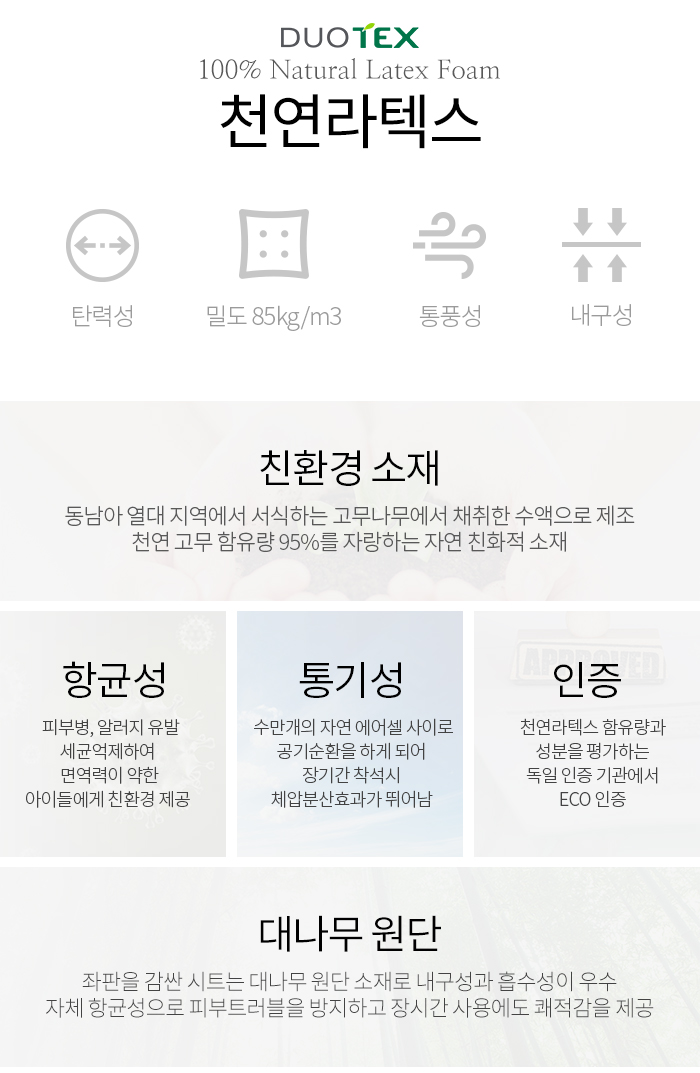 DUOTEX
100% Natural Latex Foam
천연라텍스
탄력성
밀도 85kg/m3
통풍성
내구성
친환경 소재
동남아 열대 지역에서 서식하는 고무나무에서 채취한 수액으로 제조
천연 고무 함유량 95%를 자랑하는 자연 친화적 소재
항균성
피부병, 알러지 유발
세균억제하여
면역력이 약한
아이들에게 친환경 제공
통기성
수만개의 자연 에어셀 사이로
공기순환을 하게 되어
장기간 착석시
체압분산효과가 뛰어남
APPROVED
인증
천연라텍스 함유량과
성분을 평가하는
독일 인증 기관에서
ECO 인증
대나무 원단
좌판을 감싼 시트는 대나무 원단 소재로 내구성과 흡수성이 우수
자체 항균성으로 피부트러블을 방지하고 장시간 사용에도 쾌적감을 제공